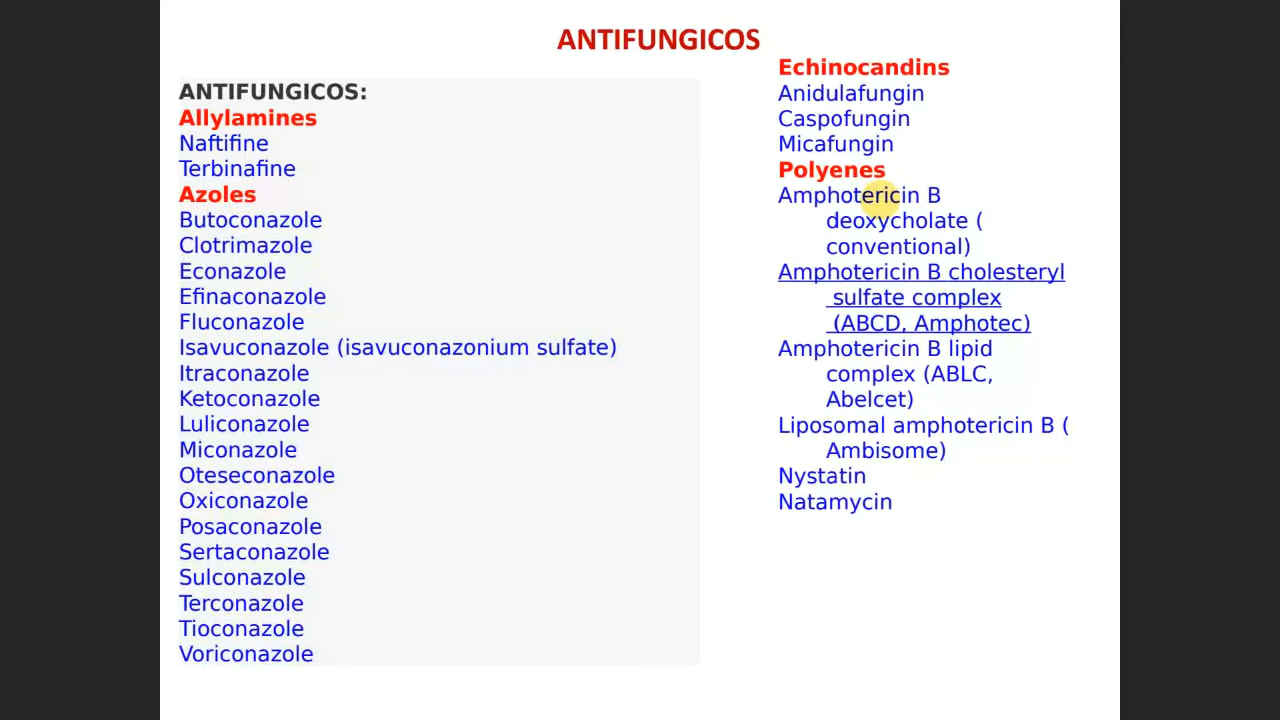 ANTIFUNGICOS
ANTIFUNGICOS:
Allylamines
Naftifine
Terbinafine
Azoles
Butoconazole
Clotrimazole
Econazole
Efinaconazole
Fluconazole
Isavuconazole (isavuconazonium sulfate)
Itraconazole
Ketoconazole
Luliconazole
Miconazole
Oteseconazole
Oxiconazole
Posaconazole
Sertaconazole
Sulconazole
Terconazole
Tioconazole
Voriconazole
Echinocandins
Anidulafungin
Caspofungin
Micafungin
Polyenes
Amphotericin B
deoxycholate (
conventional)
Amphotericin B cholesteryl
sulfate complex
(ABCD, Amphotec)
Amphotericin B lipid
complex (ABLC,
Abelcet)
Liposomal amphotericin B (
Ambisome)
Nystatin
Natamycin